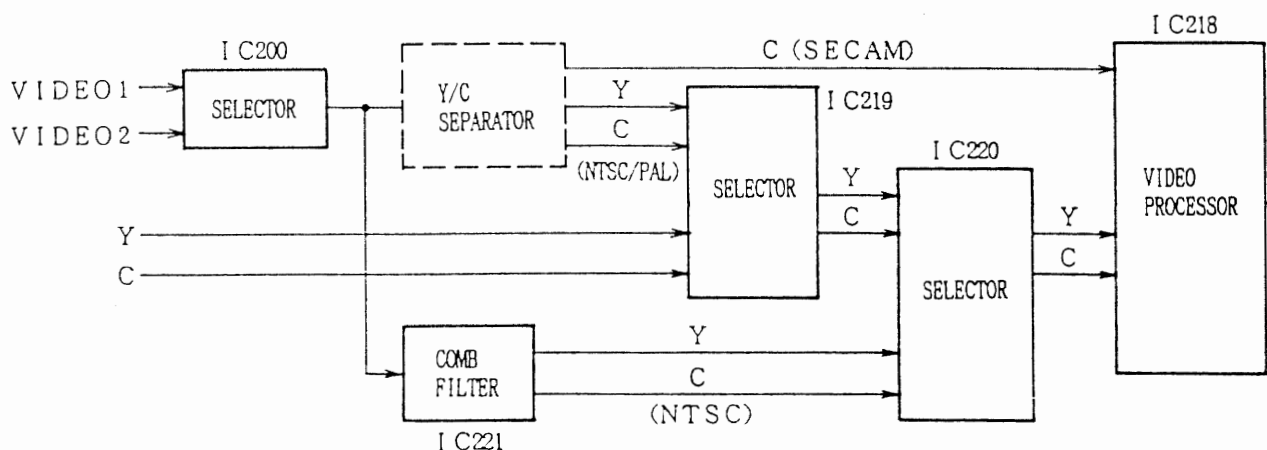 IC200
VIDEO1
VIDEO2
SELECTOR
Y/C
SEPARATOR
C (SECAM)
Y
C
(NTSC/PAL)
IC219
SELECTOR
Y
C
Y
C
IC220
SELECTOR
Y
C
IC218
VIDEO
PROCESSOR
COMB
FILTER
IC221
Y
C
(NTSC)